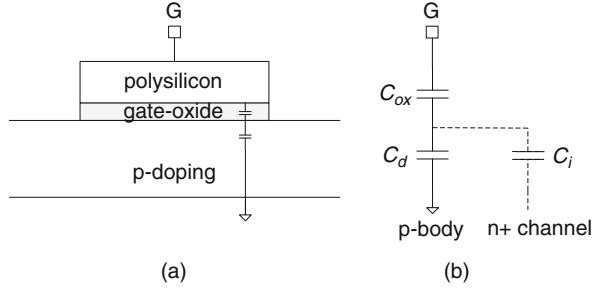 G
polysilicon
gate-oxide
p-doping
(a)
G
Cox
Cd
Ci
p-body
n+ channel
(b)